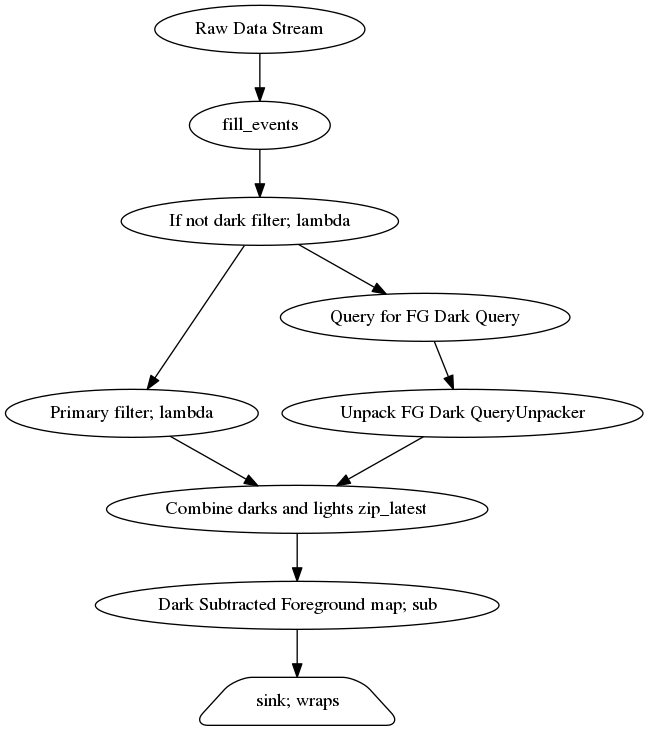 Raw Data Stream
fill_events
If not dark filter; lambda
Query for FG Dark Query
Primary filter; lambda
Unpack FG Dark QueryUnpacker
Combine darks and lights zip_latest
Dark Subtracted Foreground map; sub
sink; wraps